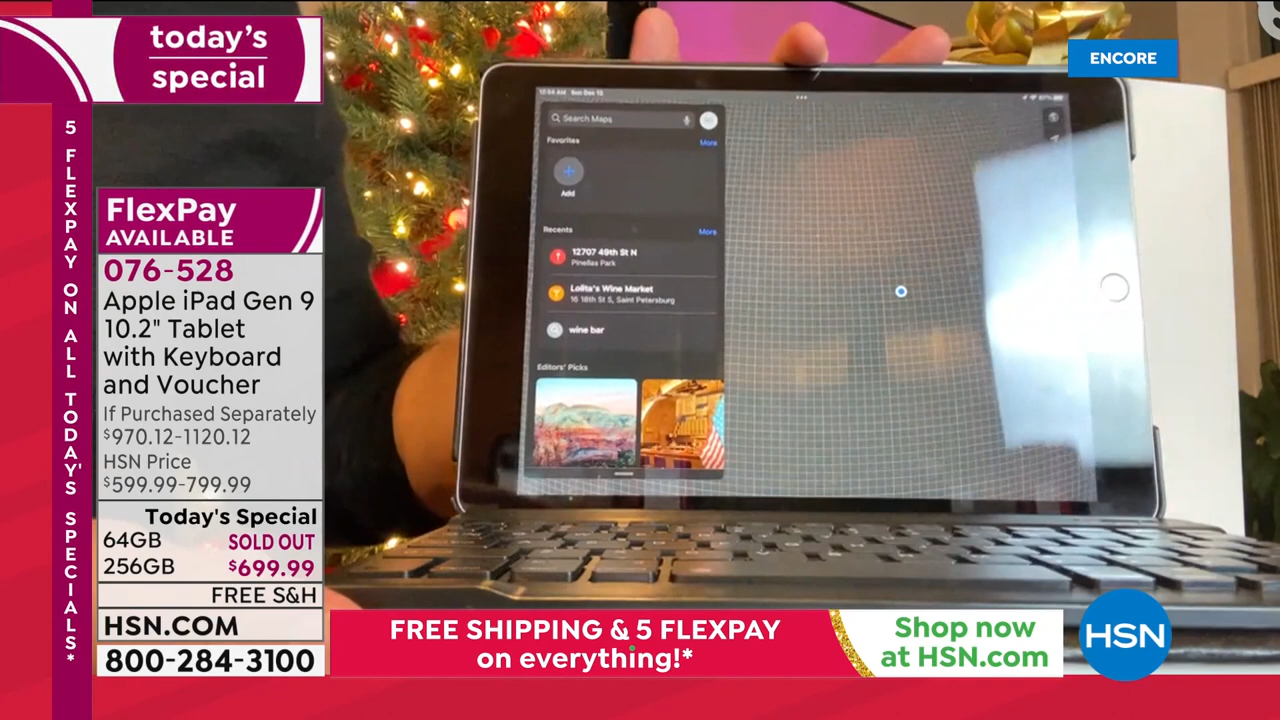 today's
special
ENCORE
5 FLEXPAY ON ALL TODAY'S SPECIALS*
FlexPay
AVAILABLE
076-528
Apple iPad Gen 9
10.2" Tablet
with Keyboard
and Voucher
If Purchased Separately
$970.12-1120.12
HSN Price
$599.99-799.99
Today's Special
64GB SOLD OUT
256GB $699.99
FREE S&H
HSN.COM
800-284-3100
Search Maps
Favorites More
Add
Recents More
12707 49th St N
Pinellas Park
Lolita's Wine Market
16 18th St S, Saint Petersburg
wine bar
Editors' Picks
FREE SHIPPING & 5 FLEXPAY
on everything!*
Shop now
at HSN.com
HSN